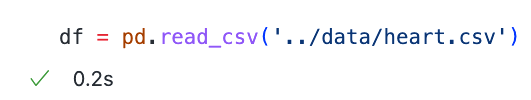 df = pd.read_csv('../data/heart.csv')
✓ 0.2s